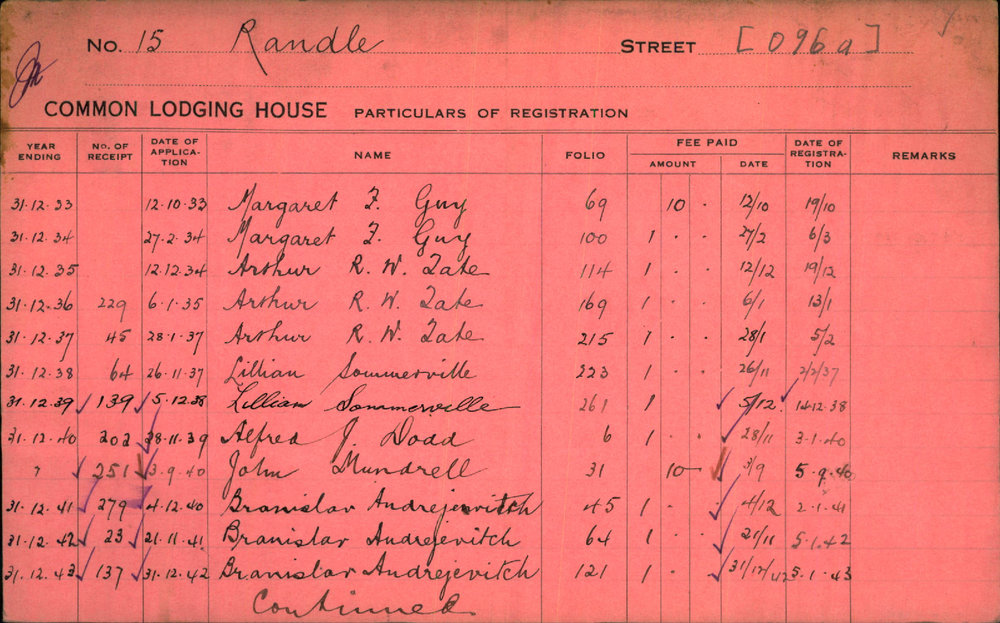 No. 15 Randle STREET [096a]
COMMON LODGING HOUSE PARTICULARS OF REGISTRATION
YEAR ENDING No. OF RECEIPT DATE OF APPLICA-TION NAME FOLIO FEE PAID AMOUNT DATE DATE OF REGISTRA-TION REMARKS
31.12.33 12.10.33 Margaret F. Guy 69 10 . 12/10 19/10
31.12.34 27.2.34 Margaret F. Guy 100 1 . . 27/2 6/3
31.12.35 12.12.34 Arthur R. W. Tate 114 1 . . 12/12 19/12
31.12.36 229 6.1.35 Arthur R. W. Tate 169 1 . . 6/1 13/1
31.12.37 45 28.1.37 Arthur R. W. Tate 215 1 . . 28/1 5/2
31.12.38 64 26.11.37 Lillian Sommerville 223 1 . . 26/11 2/2/37
31.12.39 139 5.12.38 Lillian Sommerville 261 1 5/12. 14.12.38
31.12.40 202 28.11.39 Alfred J. Dodd 6 1 . . 28/11 3.1.40
" 251 3.9.40 John Mundrell 31 10 . 3/9 5.9.40
31.12.41 279 4.12.40 Branislav Andrejevitch 45 1 . 4/12 2.1.41
31.12.42 23 21.11.41 Branislav Andrejevitch 64 1 . . 21/11 5.1.42
31.12.43 137 31.12.42 Branislav Andrejevitch 121 1 . . 31/12/42 5.1.43
Continued